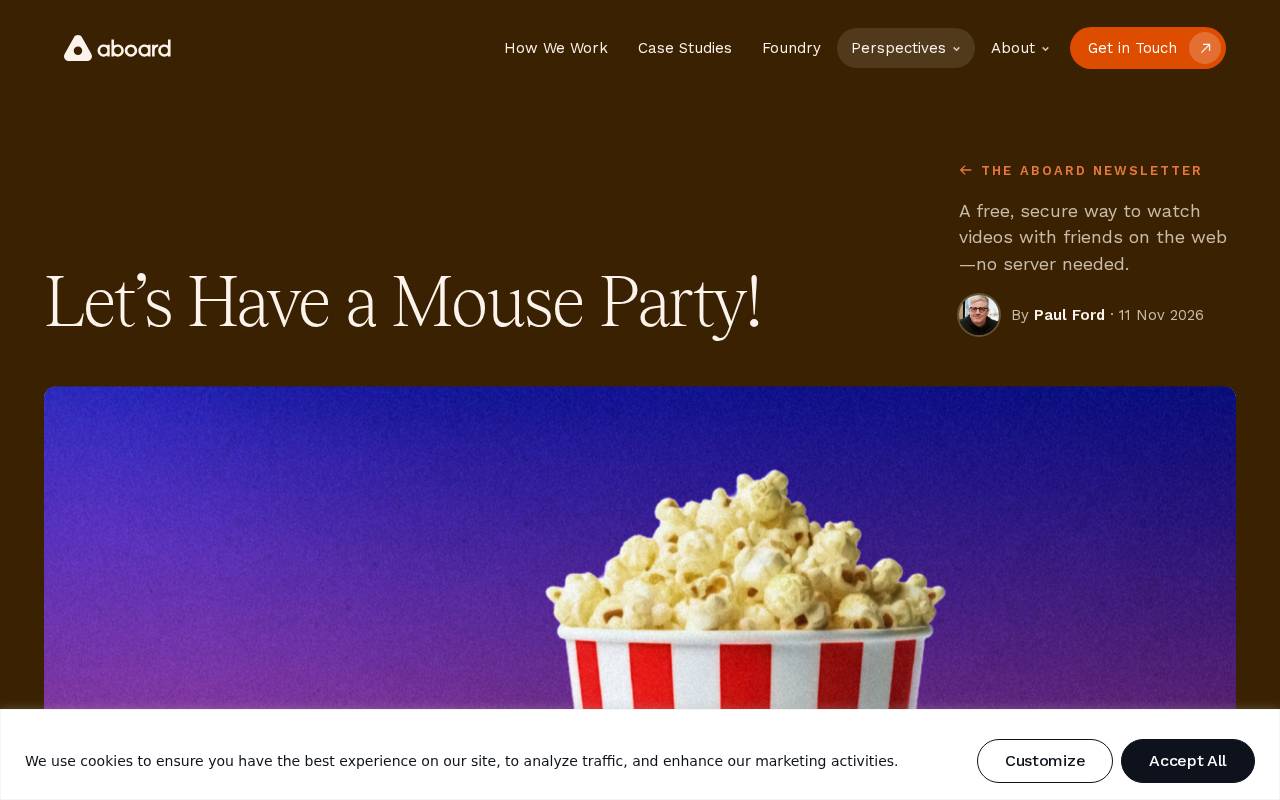 aboard
How We Work
Case Studies
Foundry
Perspectives
About
Get in Touch
← THE ABOARD NEWSLETTER
A free, secure way to watch
videos with friends on the web
—no server needed.
Let’s Have a Mouse Party!
By Paul Ford · 11 Nov 2026
We use cookies to ensure you have the best experience on our site, to analyze traffic, and enhance our marketing activities.
Customize
Accept All